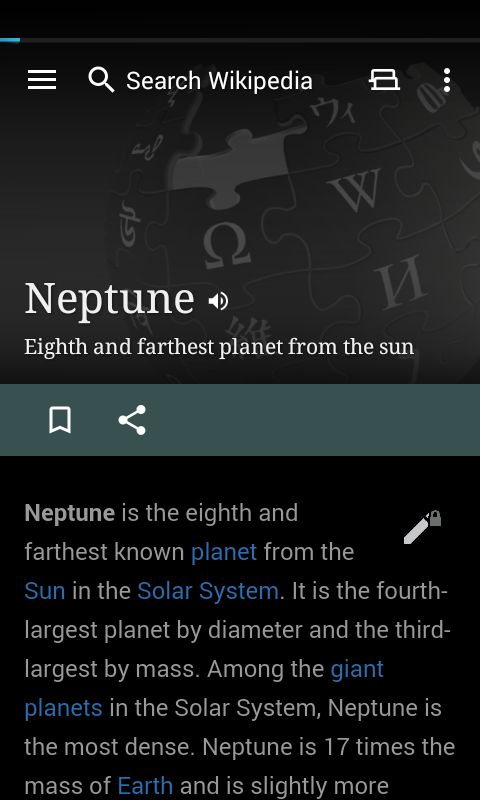 Search Wikipedia
ウィ
W
Ω
И
维
Neptune
Eighth and farthest planet from the sun
Neptune is the eighth and
farthest known planet from the
Sun in the Solar System. It is the fourth-
largest planet by diameter and the third-
largest by mass. Among the giant
planets in the Solar System, Neptune is
the most dense. Neptune is 17 times the
mass of Earth and is slightly more